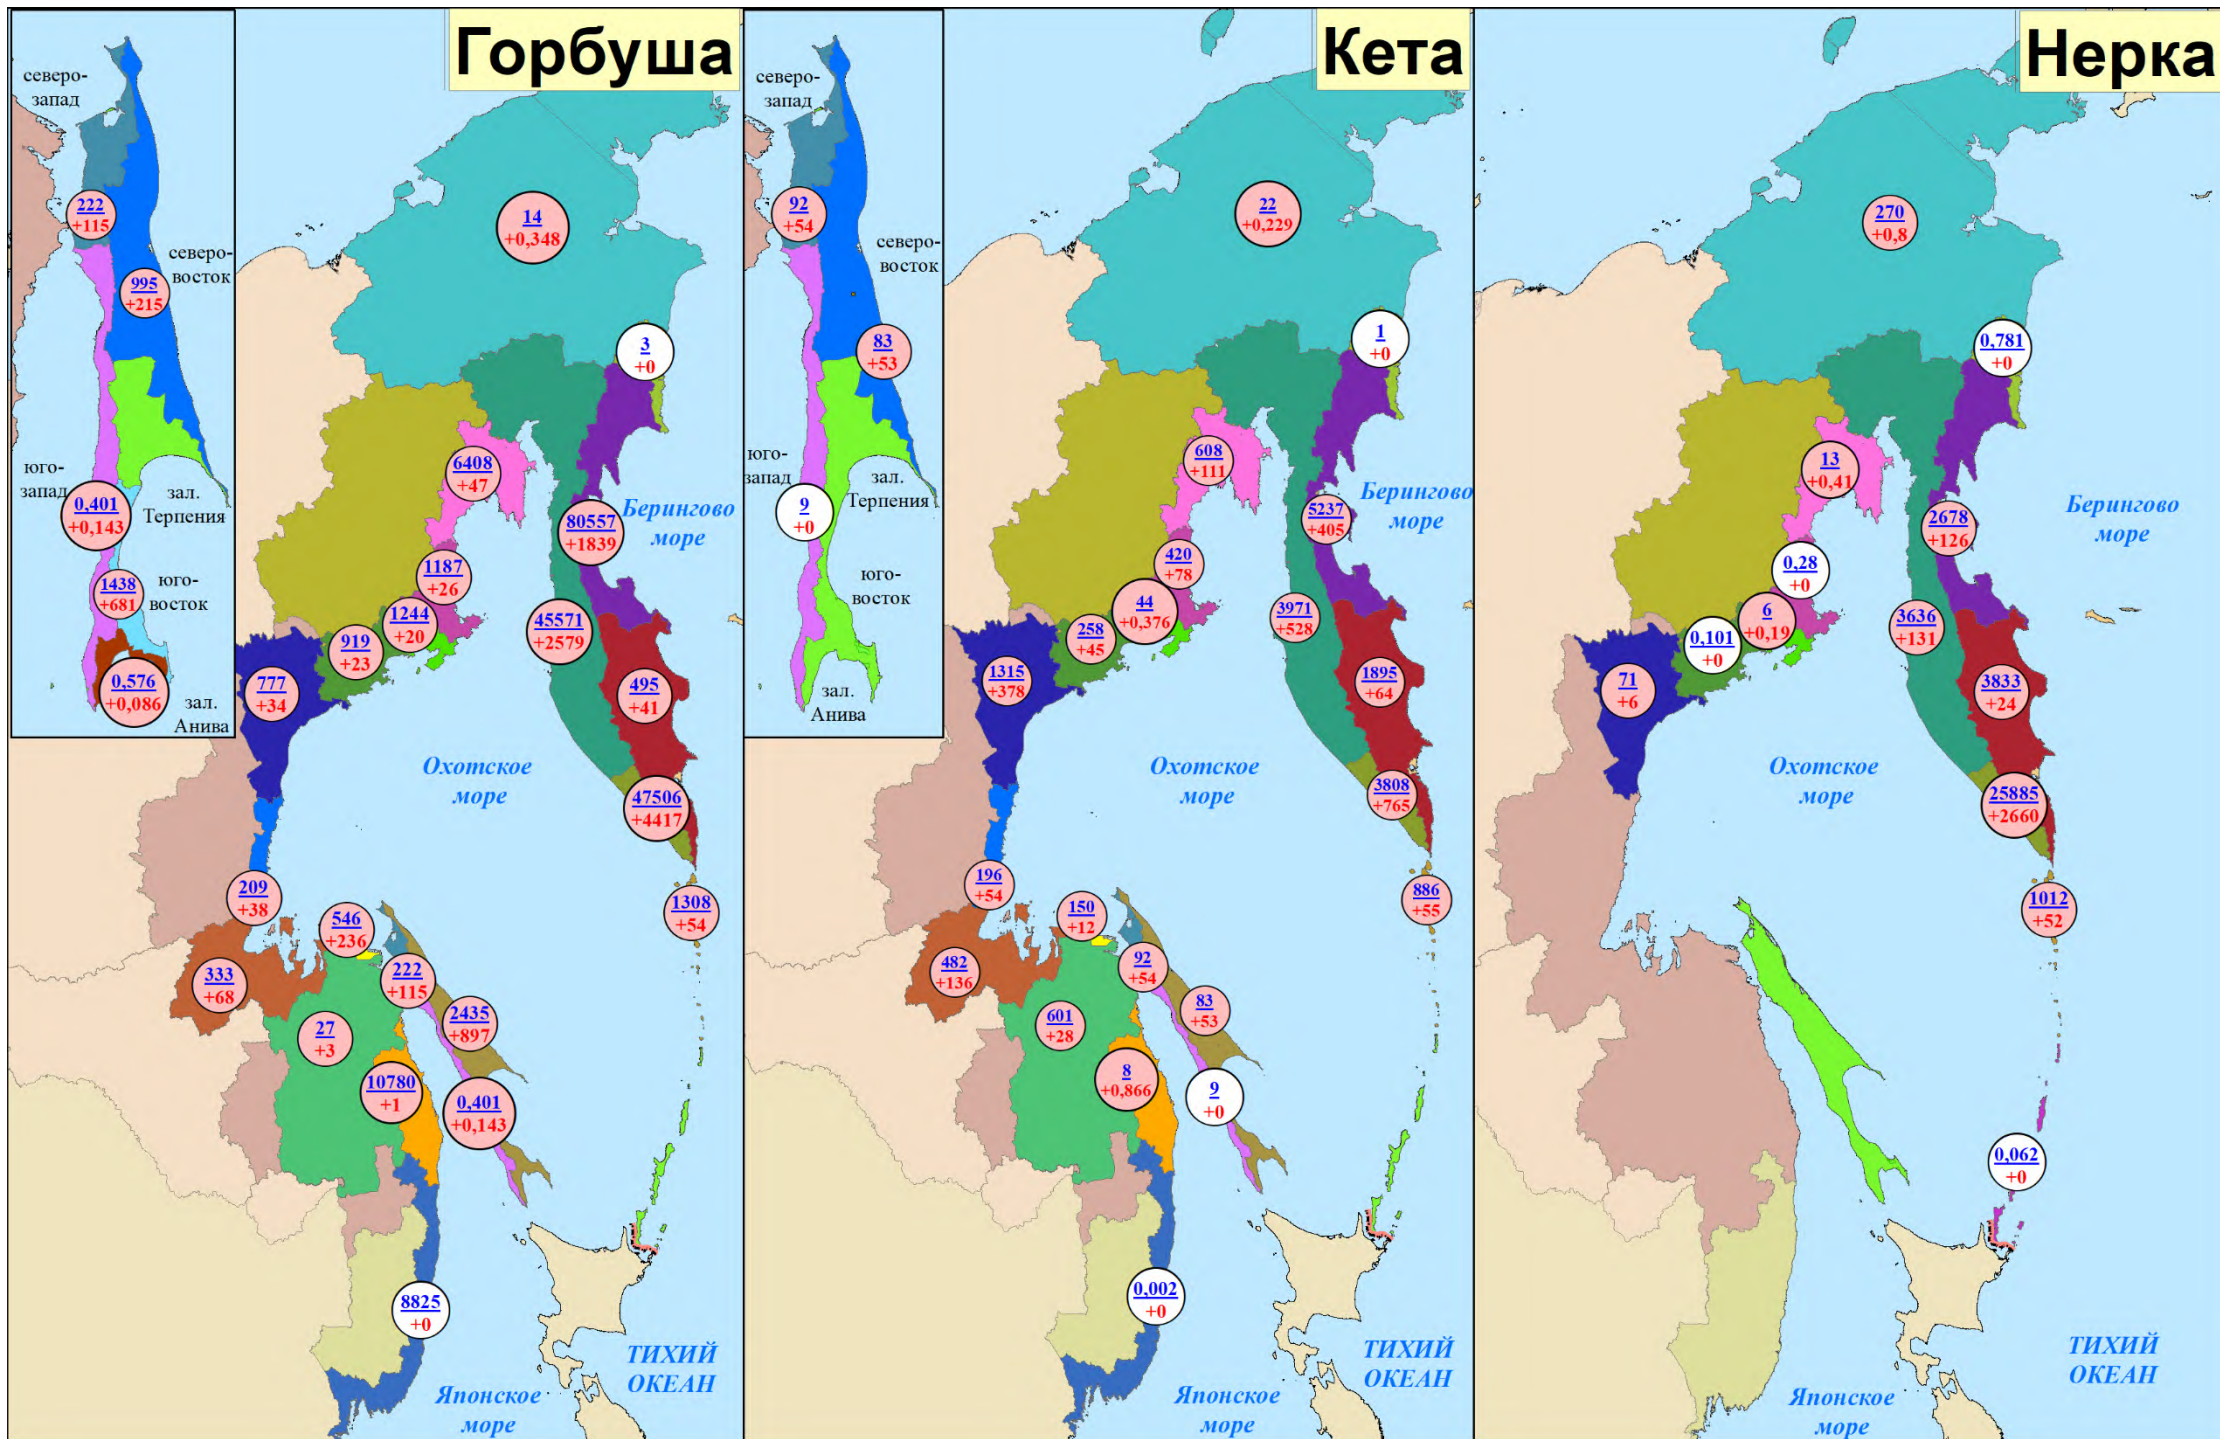 Горбуша
северо-
запад
222
+115
северо-
восток
995
+215
юго-
запад
0,401
+0,143
зал.
Терпения
1438
+681
юго-
восток
0,576
+0,086
зал.
Анива
14
+0,348
3
+0
6408
+47
80557
+1839
Берингово
море
1187
+26
1244
+20
919
+23
45571
+2579
777
+34
495
+41
Охотское
море
47506
+4417
209
+38
546
+236
1308
+54
333
+68
222
+115
2435
+897
27
+3
10780
+1
0,401
+0,143
8825
+0
ТИХИЙ
ОКЕАН
Японское
море
Кета
северо-
запад
92
+54
северо-
восток
83
+53
юго-
запад
9
+0
зал.
Терпения
юго-
восток
зал.
Анива
22
+0,229
1
+0
608
+111
5237
+405
Берингово
море
420
+78
44
+0,376
258
+45
3971
+528
1315
+378
1895
+64
Охотское
море
3808
+765
196
+54
150
+12
886
+55
482
+136
92
+54
83
+53
601
+28
8
+0,866
9
+0
0,002
+0
ТИХИЙ
ОКЕАН
Японское
море
Нерка
270
+0,8
0,781
+0
13
+0,41
2678
+126
Берингово
море
0,28
+0
6
+0,19
0,101
+0
3636
+131
71
+6
3833
+24
Охотское
море
25885
+2660
1012
+52
0,062
+0
ТИХИЙ
ОКЕАН
Японское
море